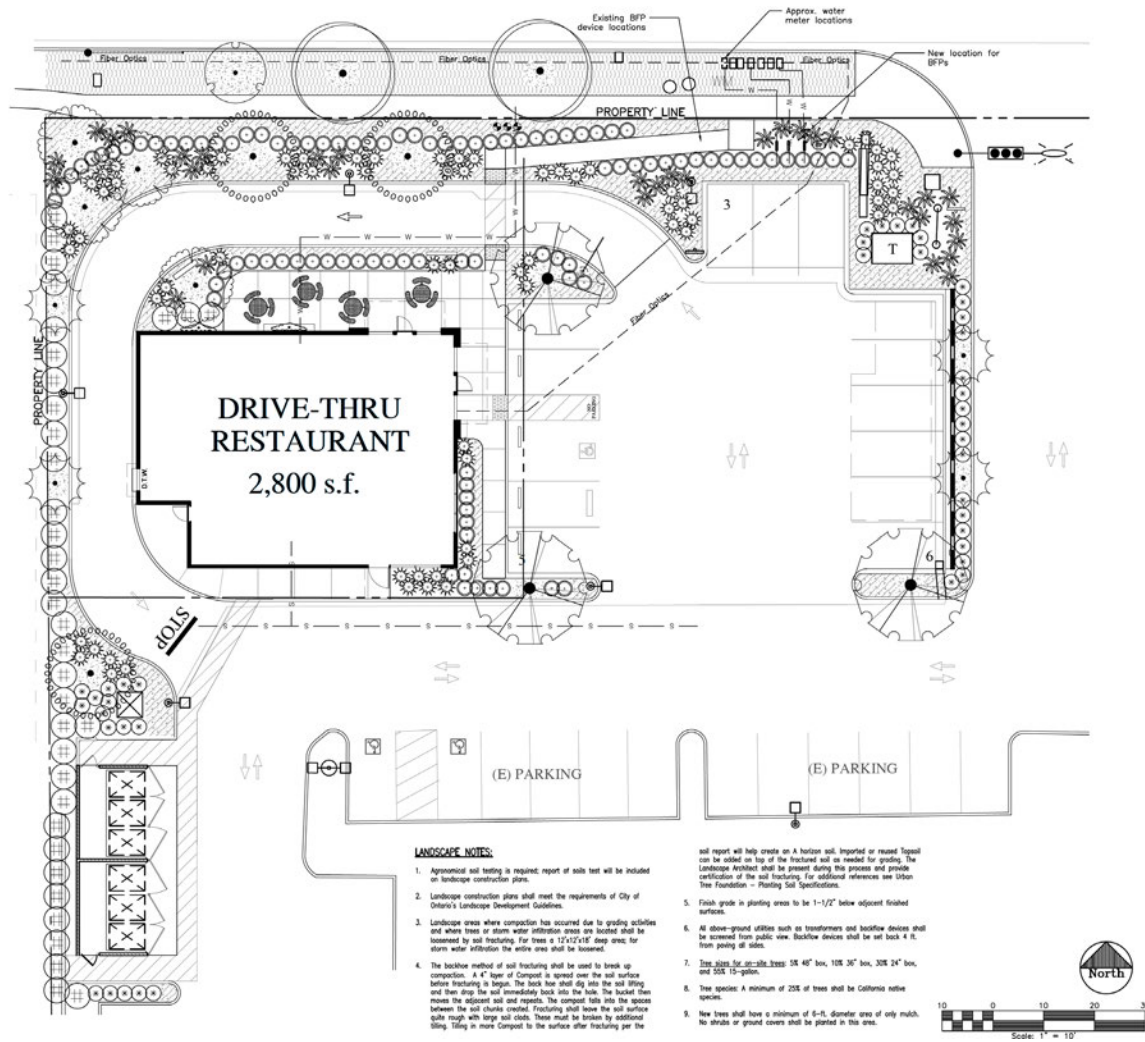 Existing BFP
device locations
Approx. water
meter locations
New location for
BFPs
Fiber Optics
Fiber Optics
Fiber Optics
Fiber Optics
WM
W
W
W
PROPERTY LINE
3
W
W
T
W
W
W
W
W
Fiber Optics
PROPERTY LINE
DRIVE-THRU
RESTAURANT
2,800 s.f.
D.T.W.
NO
PARKING
5
6
S
S
STOP
S S S S S S S S S S
(E) PARKING
(E) PARKING
LANDSCAPE NOTES:
1. Agronomical soil testing is required; report of soils test will be included
on landscape construction plans.
2. Landscape construction plans shall meet the requirements of City of
Ontario's Landscape Development Guidelines.
3. Landscape areas where compaction has occurred due to grading activities
and where trees or storm water infiltration areas are located shall be
loosened by soil fracturing. For trees a 12'x12'x18" deep area; for
storm water infiltration the entire area shall be loosened.
4. The backhoe method of soil fracturing shall be used to break up
compaction. A 4" layer of Compost is spread over the soil surface
before fracturing is begun. The back hoe shall dig into the soil lifting
and then drop the soil immediately back into the hole. The bucket then
moves the adjacent soil and repeats. The compost falls into the spaces
between the soil chunks created. Fracturing shall leave the soil surface
quite rough with large soil clods. These must be broken by additional
tilling. Tilling in more Compost to the surface after fracturing per the
soil report will help create an A horizon soil. Imported or reused Topsoil
can be added on top of the fractured soil as needed for grading. The
Landscape Architect shall be present during this process and provide
certification of the soil fracturing. For additional references see Urban
Tree Foundation – Planting Soil Specifications.
5. Finish grade in planting areas to be 1-1/2" below adjacent finished
surfaces.
6. All above-ground utilities such as transformers and backflow devices shall
be screened from public view. Backflow devices shall be set back 4 ft.
from paving all sides.
7. Tree sizes for on-site trees: 5% 48" box, 10% 36" box, 30% 24" box,
and 55% 15-gallon.
8. Tree species: A minimum of 25% of trees shall be California native
species.
9. New trees shall have a minimum of 6-ft. diameter area of only mulch.
No shrubs or ground covers shall be planted in this area.
North
10 0 10 20
Scale: 1" = 10'